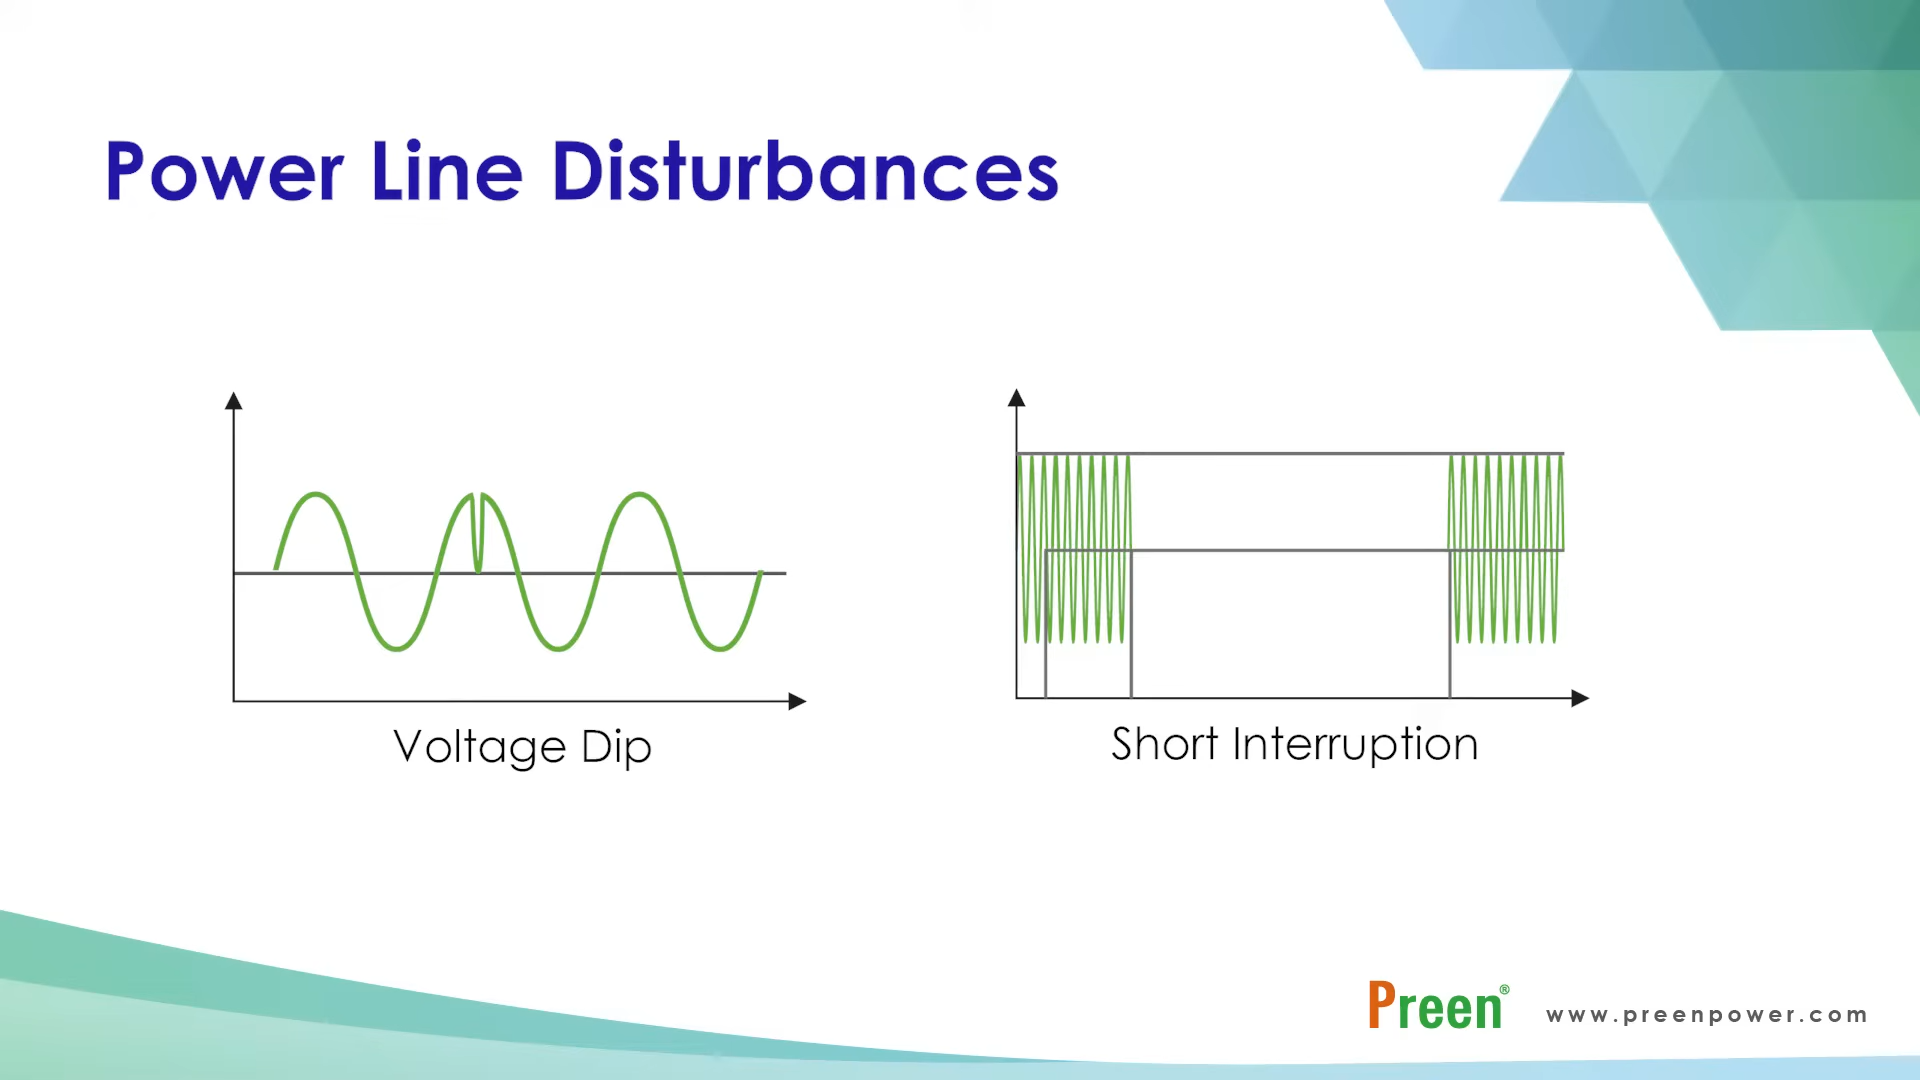 Power Line Disturbances
Voltage Dip
Short Interruption
Preen®
www.preenpower.com